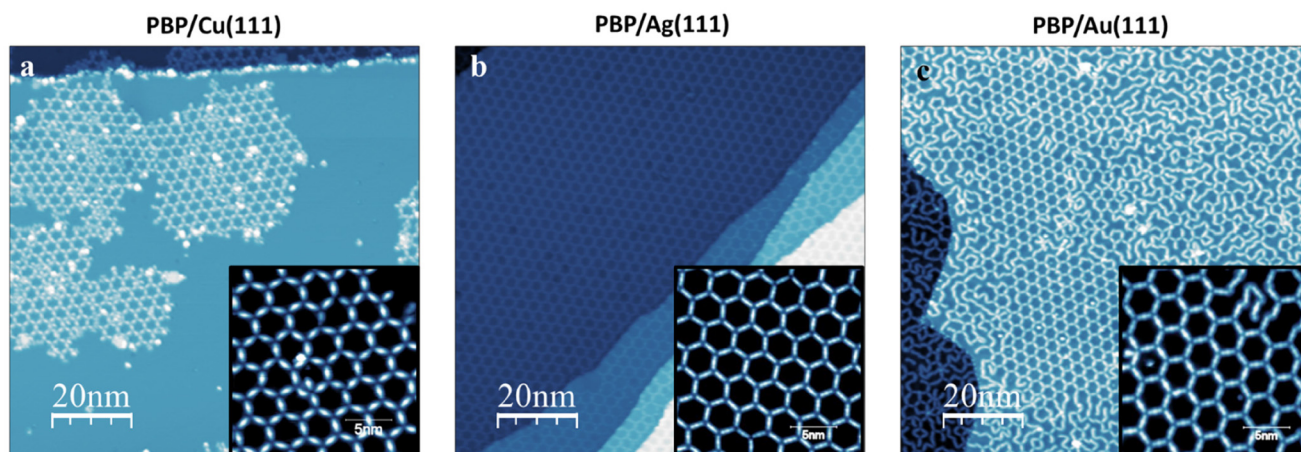 PBP/Cu(111)
PBP/Ag(111)
PBP/Au(111)
a
b
c
20nm
5nm
20nm
5nm
20nm
5nm